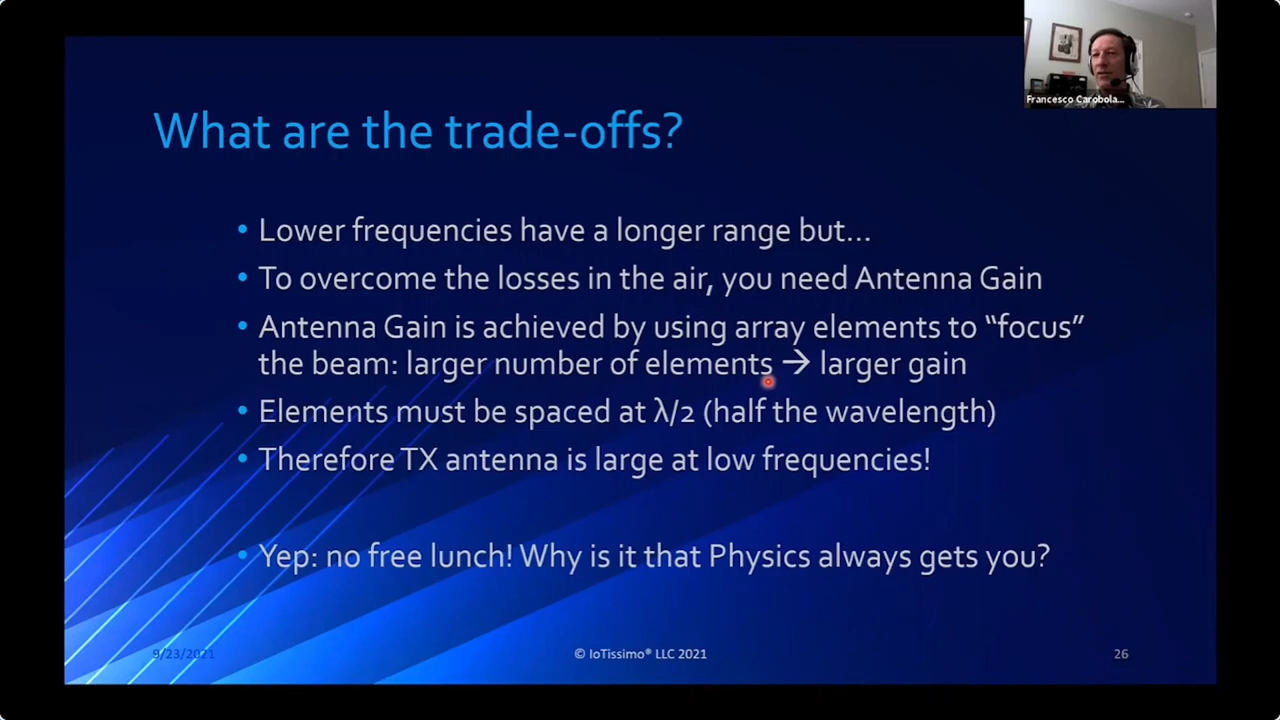 Francesco Carobola...
What are the trade-offs?
• Lower frequencies have a longer range but...
• To overcome the losses in the air, you need Antenna Gain
• Antenna Gain is achieved by using array elements to “focus”
the beam: larger number of elements → larger gain
• Elements must be spaced at λ/2 (half the wavelength)
• Therefore TX antenna is large at low frequencies!
• Yep: no free lunch! Why is it that Physics always gets you?
9/23/2021
© IoTissimo® LLC 2021
26